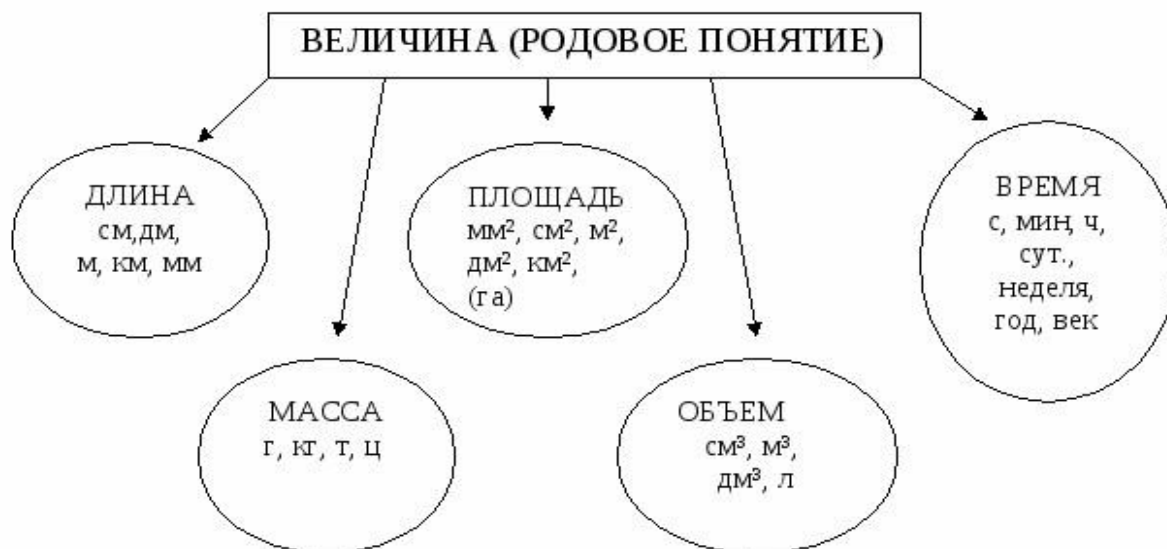 ВЕЛИЧИНА (РОДОВОЕ ПОНЯТИЕ)
ДЛИНА
см,дм,
м, км, мм
ПЛОЩАДЬ
мм², см², м²,
дм², км²,
(га)
ВРЕМЯ
с, мин, ч,
сут.,
неделя,
год, век
МАССА
г, кг, т, ц
ОБЪЕМ
см³, м³,
дм³, л